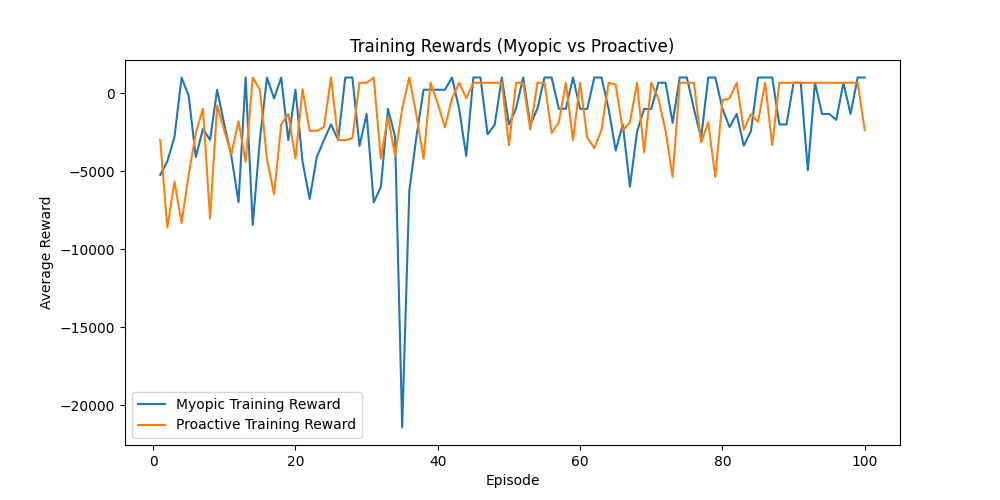 Training Rewards (Myopic vs Proactive)
0
−5000
−10000
−15000
−20000
Average Reward
Myopic Training Reward
Proactive Training Reward
0 20 40 60 80 100
Episode